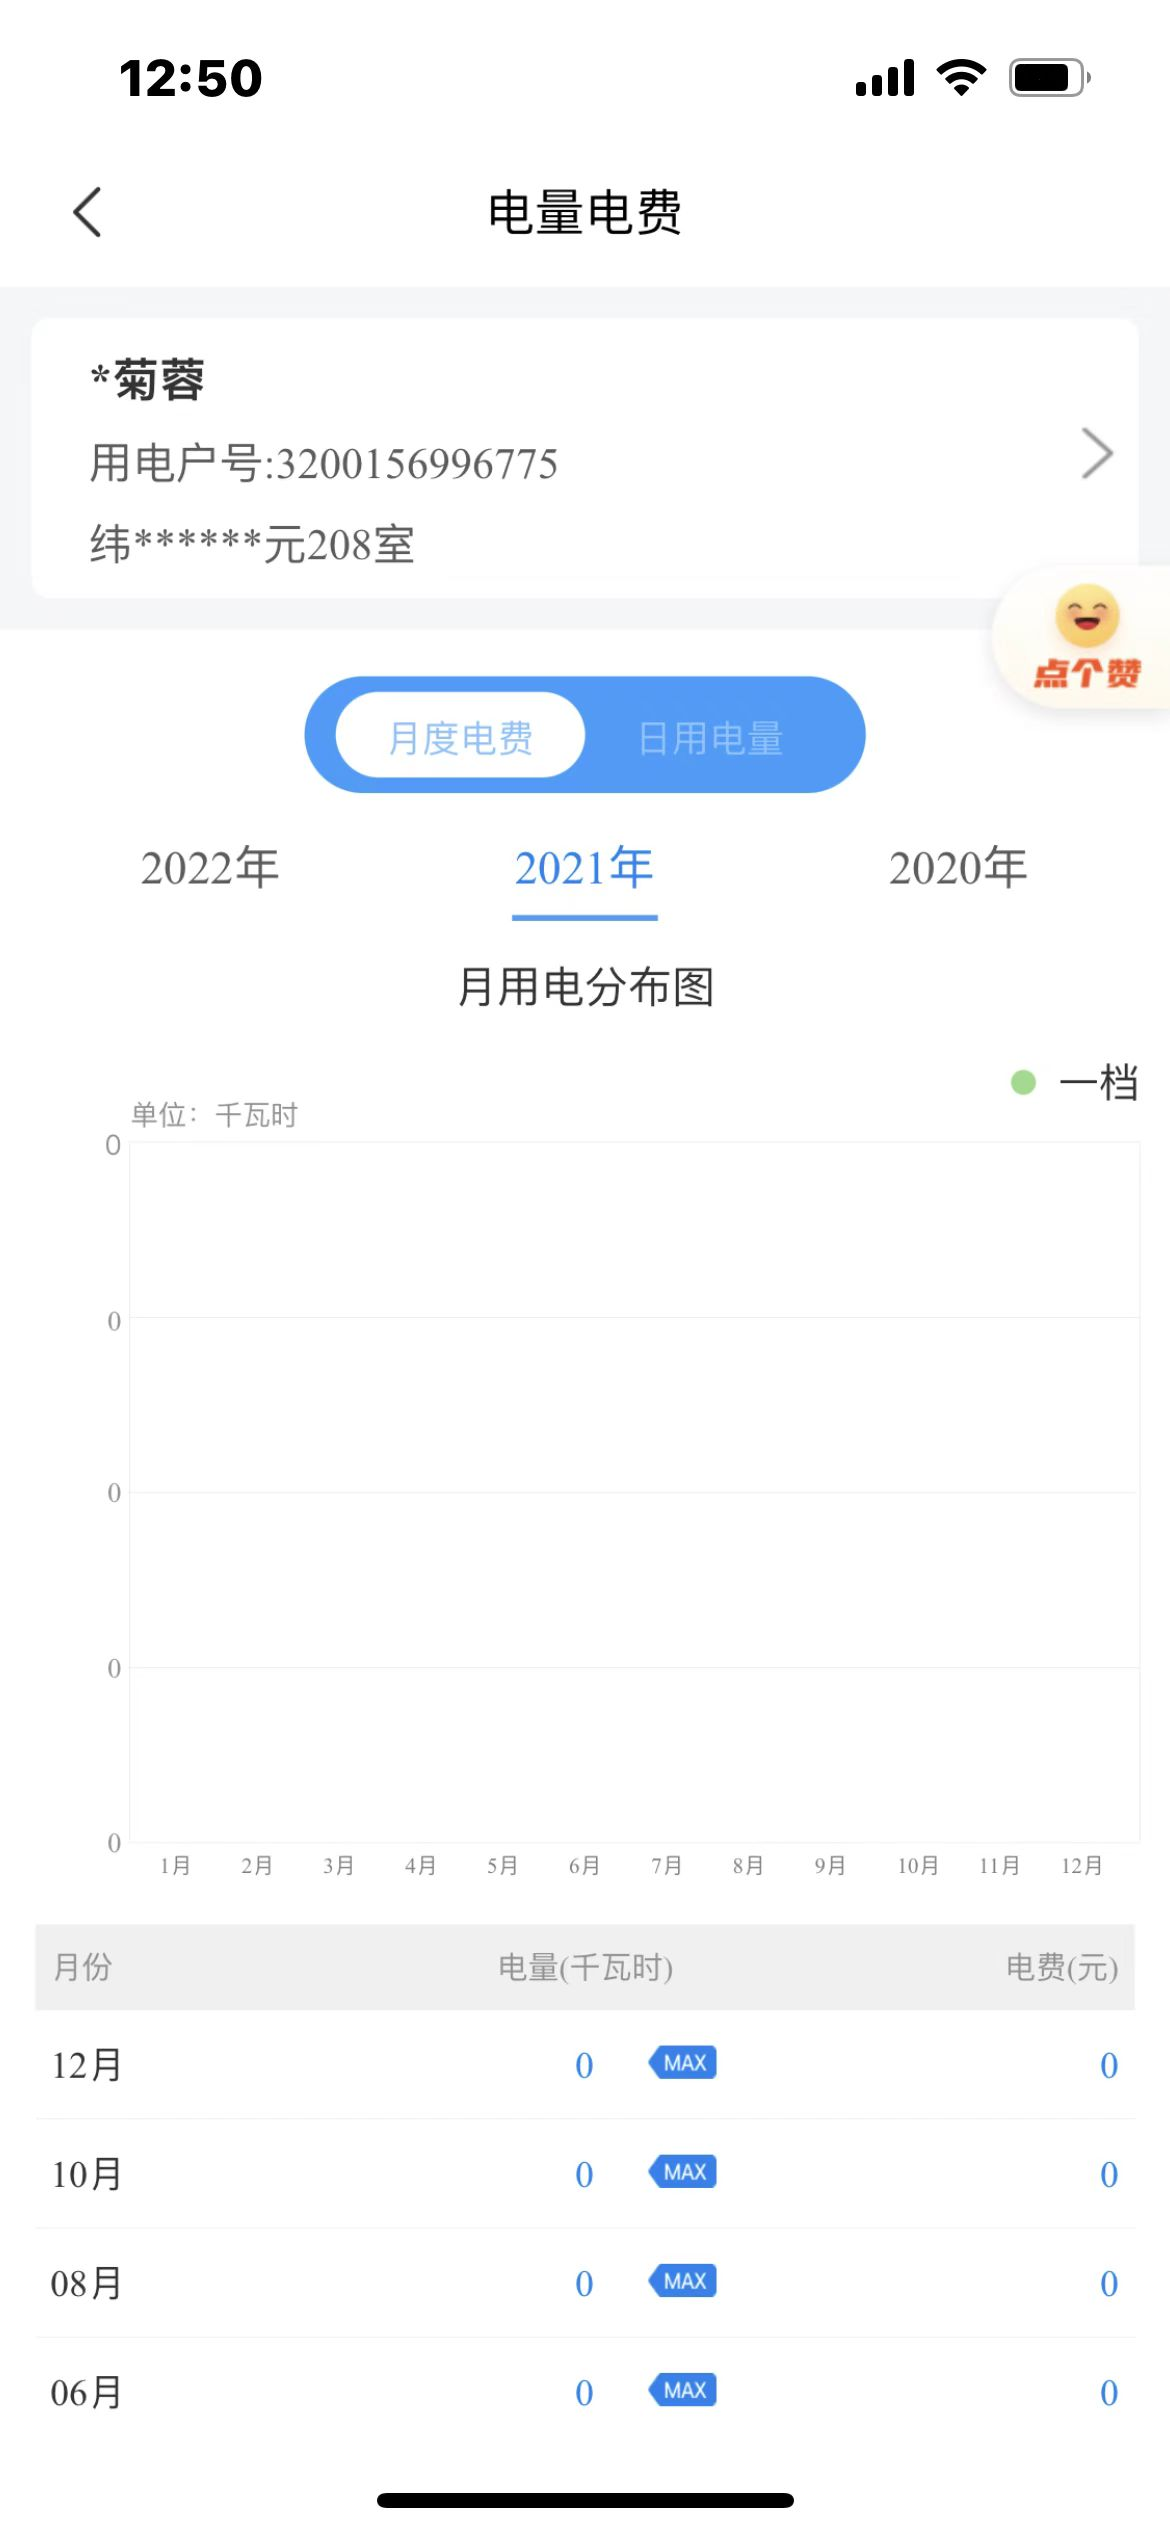 12:50
电量电费
*菊蓉
用电户号:3200156996775
纬******元208室
点个赞
月度电费 日用电量
2022年 2021年 2020年
月用电分布图
一档
单位：千瓦时
0
0
0
0
0
1月 2月 3月 4月 5月 6月 7月 8月 9月 10月 11月 12月
月份 电量(千瓦时) 电费(元)
12月 0 MAX 0
10月 0 MAX 0
08月 0 MAX 0
06月 0 MAX 0